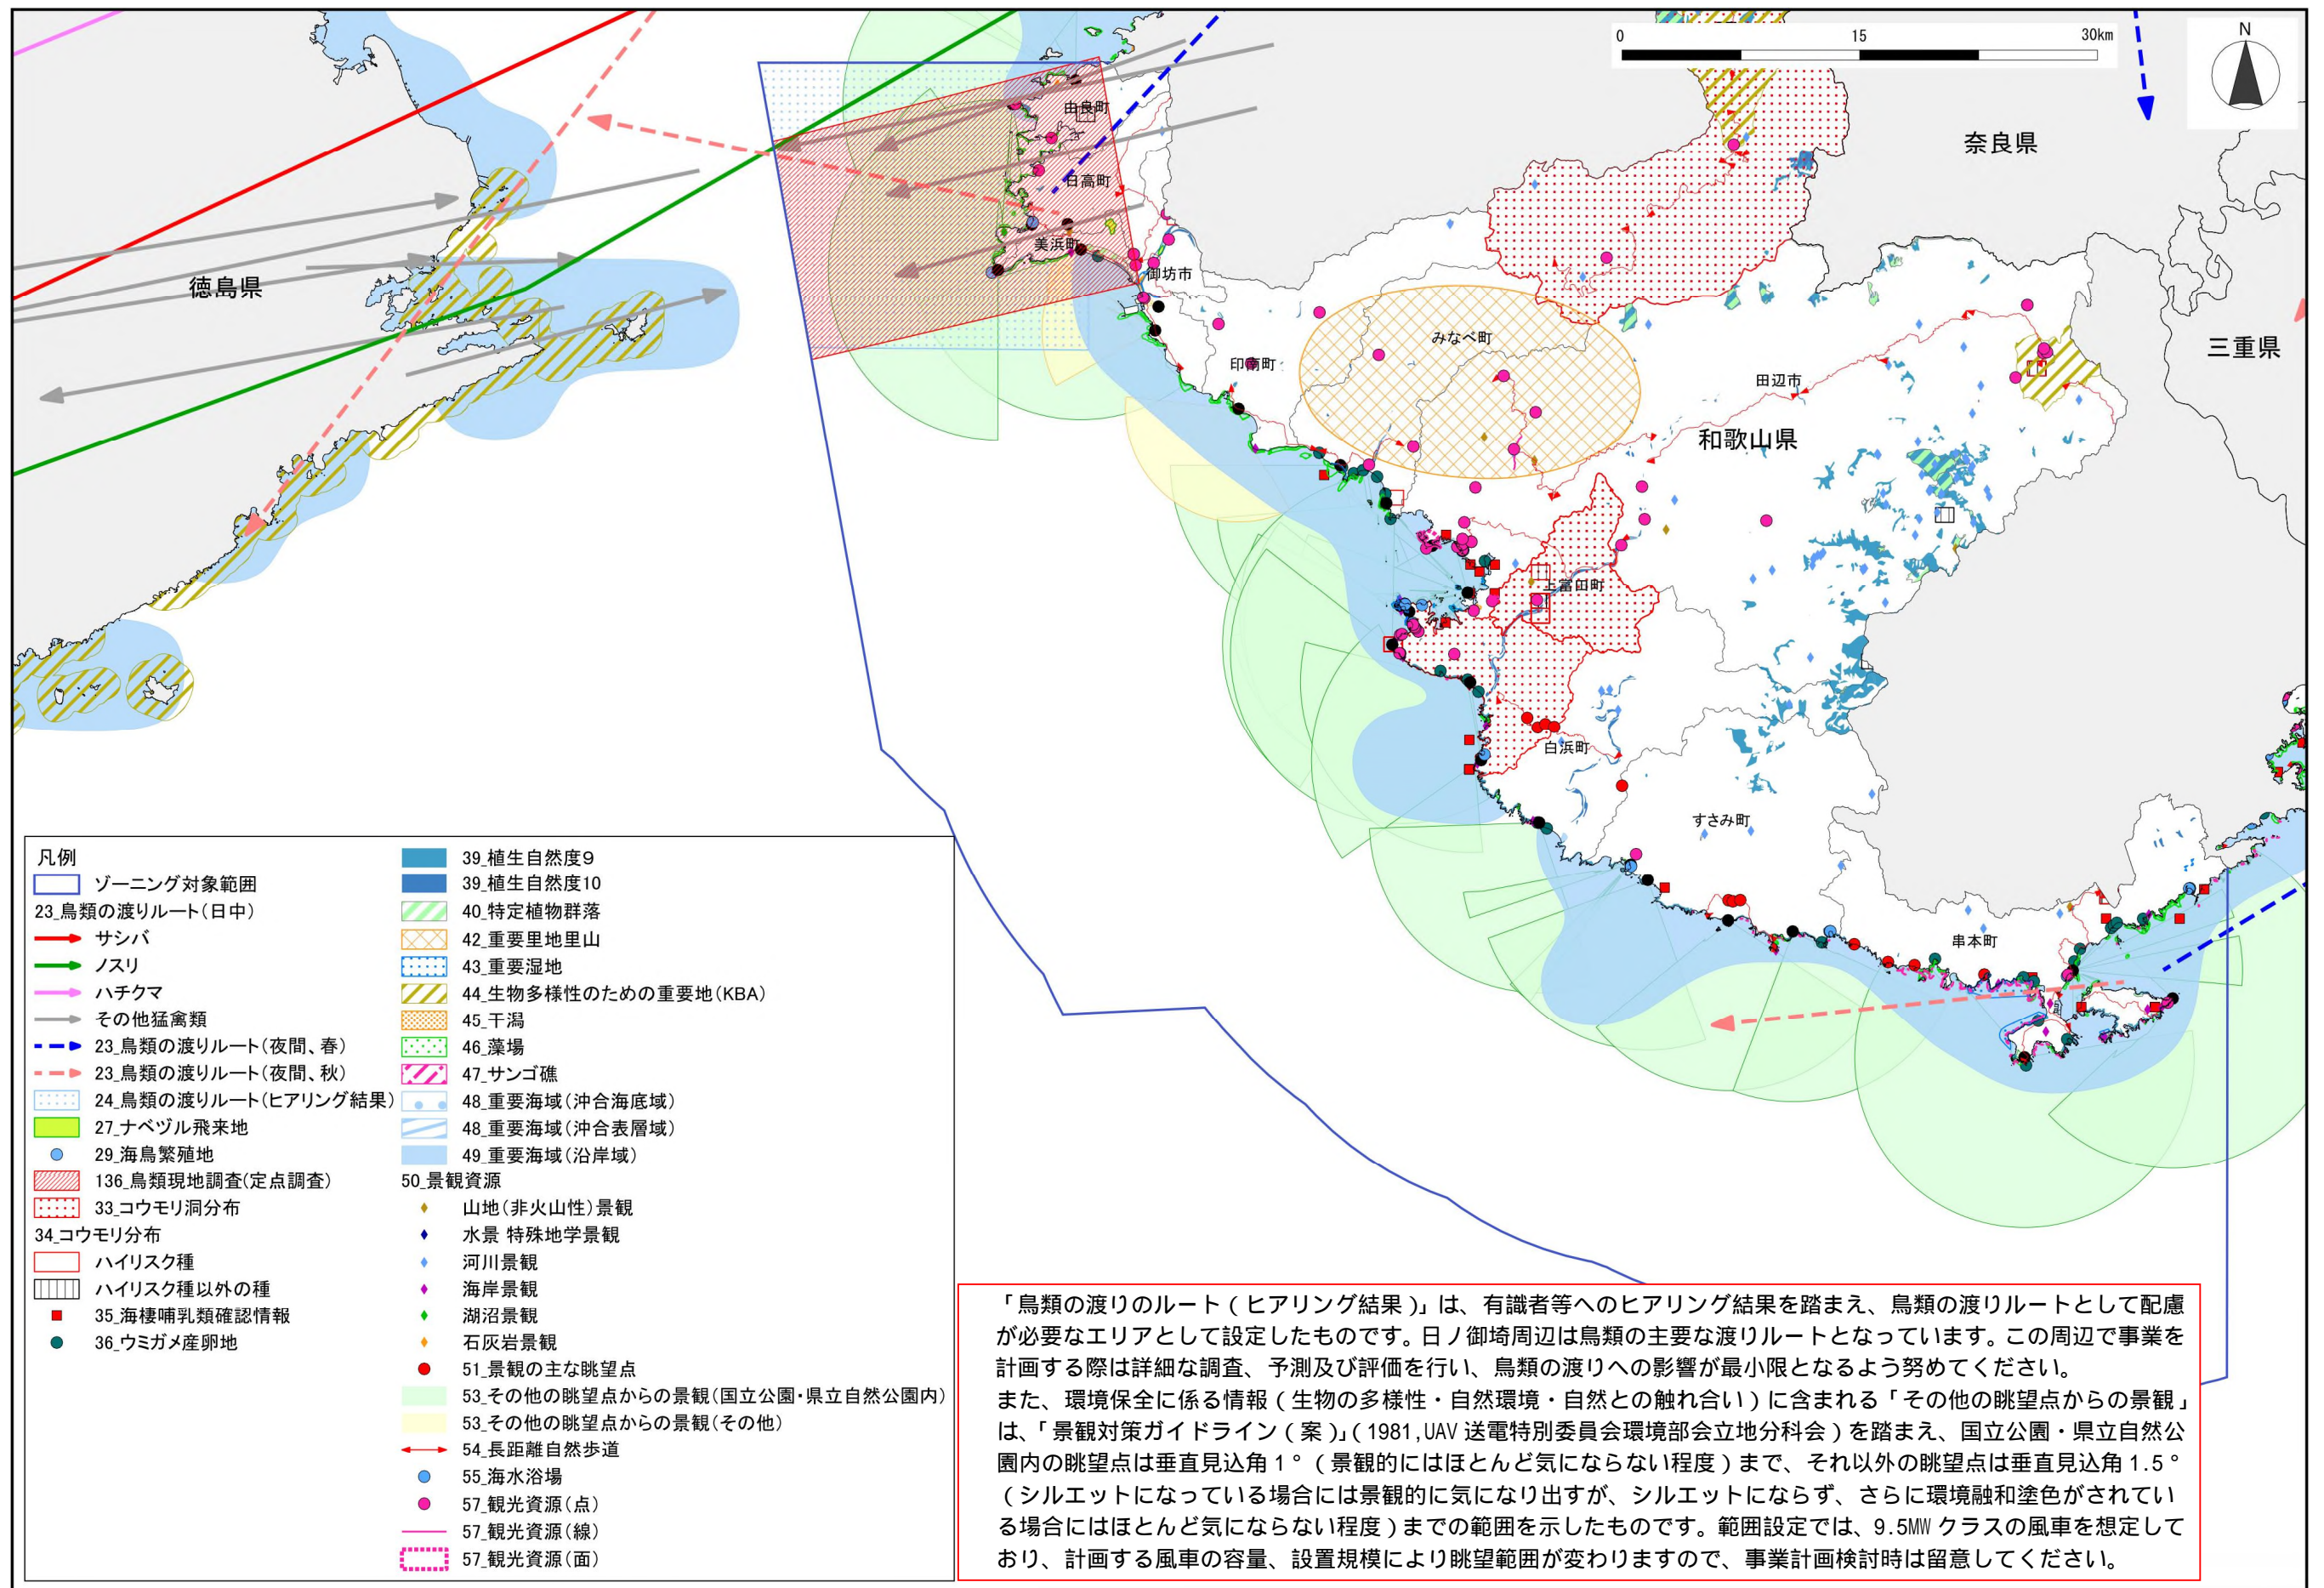 0 15 30km
N
奈良県
由良町
日高町
美浜町
徳島県
御坊市
みなべ町
印南町
三重県
田辺市
和歌山県
上富田町
白浜町
すさみ町
串本町
凡例
ゾーニング対象範囲
23_鳥類の渡りルート(日中)
サシバ
ノスリ
ハチクマ
その他猛禽類
23_鳥類の渡りルート(夜間、春)
23_鳥類の渡りルート(夜間、秋)
24_鳥類の渡りルート(ヒアリング結果)
27_ナベヅル飛来地
29_海鳥繁殖地
136_鳥類現地調査(定点調査)
33_コウモリ洞分布
34_コウモリ分布
ハイリスク種
ハイリスク種以外の種
35_海棲哺乳類確認情報
36_ウミガメ産卵地
39_植生自然度9
39_植生自然度10
40_特定植物群落
42_重要里地里山
43_重要湿地
44_生物多様性のための重要地(KBA)
45_干潟
46_藻場
47_サンゴ礁
48_重要海域(沖合海底域)
48_重要海域(沖合表層域)
49_重要海域(沿岸域)
50_景観資源
山地(非火山性)景観
水景 特殊地学景観
河川景観
海岸景観
湖沼景観
石灰岩景観
51_景観の主な眺望点
53_その他の眺望点からの景観(国立公園・県立自然公園内)
53_その他の眺望点からの景観(その他)
54_長距離自然歩道
55_海水浴場
57_観光資源(点)
57_観光資源(線)
57_観光資源(面)
「鳥類の渡りのルート(ヒアリング結果)」は、有識者等へのヒアリング結果を踏まえ、鳥類の渡りルートとして配慮
が必要なエリアとして設定したものです。日ノ御埼周辺は鳥類の主要な渡りルートとなっています。この周辺で事業を
計画する際は詳細な調査、予測及び評価を行い、鳥類の渡りへの影響が最小限となるよう努めてください。
また、環境保全に係る情報(生物の多様性・自然環境・自然との触れ合い)に含まれる「その他の眺望点からの景観」
は、「景観対策ガイドライン(案)」(1981,UAV 送電特別委員会環境部会立地分科会)を踏まえ、国立公園・県立自然公
園内の眺望点は垂直見込角1°(景観的にはほとんど気にならない程度)まで、それ以外の眺望点は垂直見込角1.5°
(シルエットになっている場合には景観的に気になり出すが、シルエットにならず、さらに環境融和塗色がされてい
る場合にはほとんど気にならない程度)までの範囲を示したものです。範囲設定では、9.5MW クラスの風車を想定して
おり、計画する風車の容量、設置規模により眺望範囲が変わりますので、事業計画検討時は留意してください。